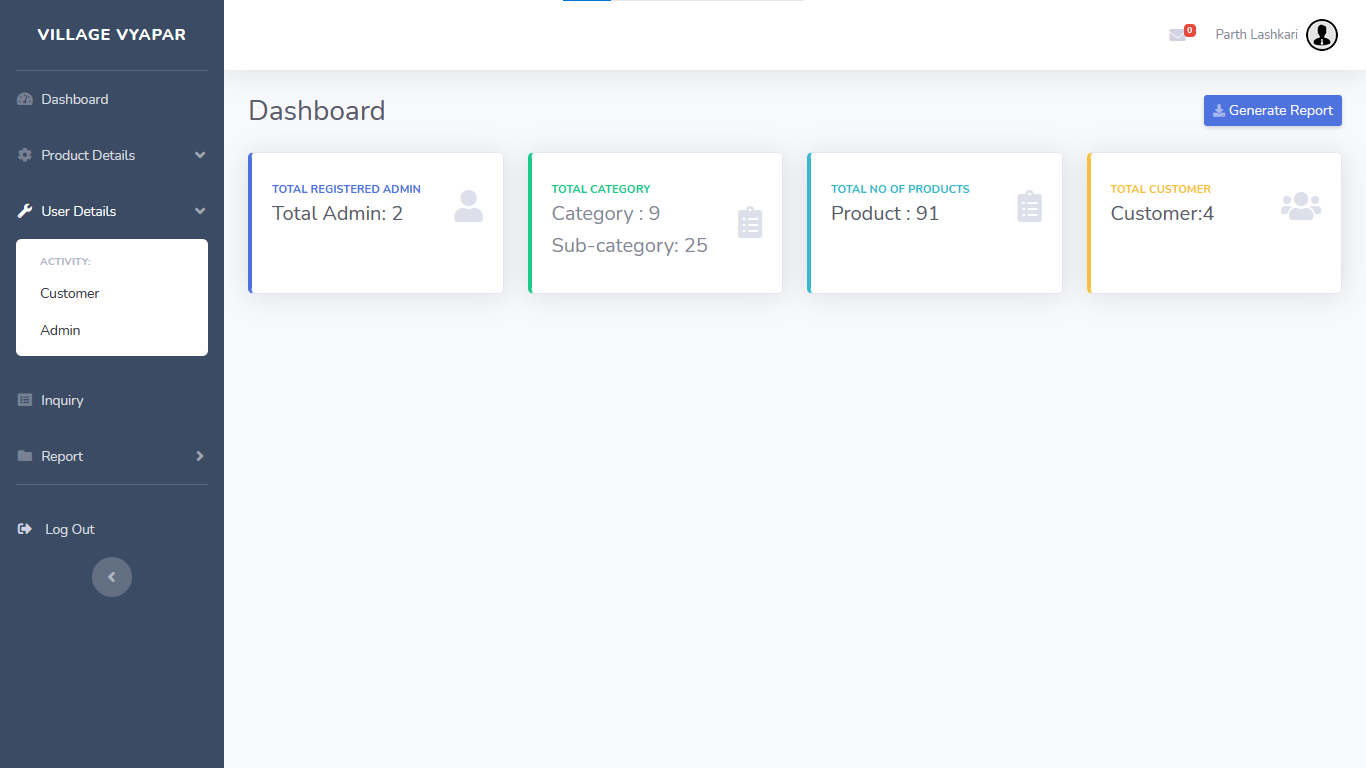 VILLAGE VYAPAR
Dashboard
Product Details
User Details
ACTIVITY:
Customer
Admin
Inquiry
Report
Log Out
0
Parth Lashkari
Dashboard
Generate Report
TOTAL REGISTERED ADMIN
Total Admin: 2
TOTAL CATEGORY
Category : 9
Sub-category: 25
TOTAL NO OF PRODUCTS
Product : 91
TOTAL CUSTOMER
Customer:4